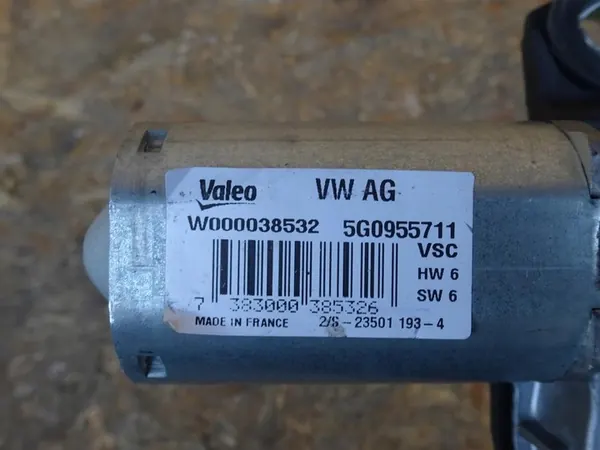 Valeo VW AG
W000038532 5G0955711
VSC
HW 6
SW 6
7 383000 385326
MADE IN FRANCE 2/S - 23501 193-4